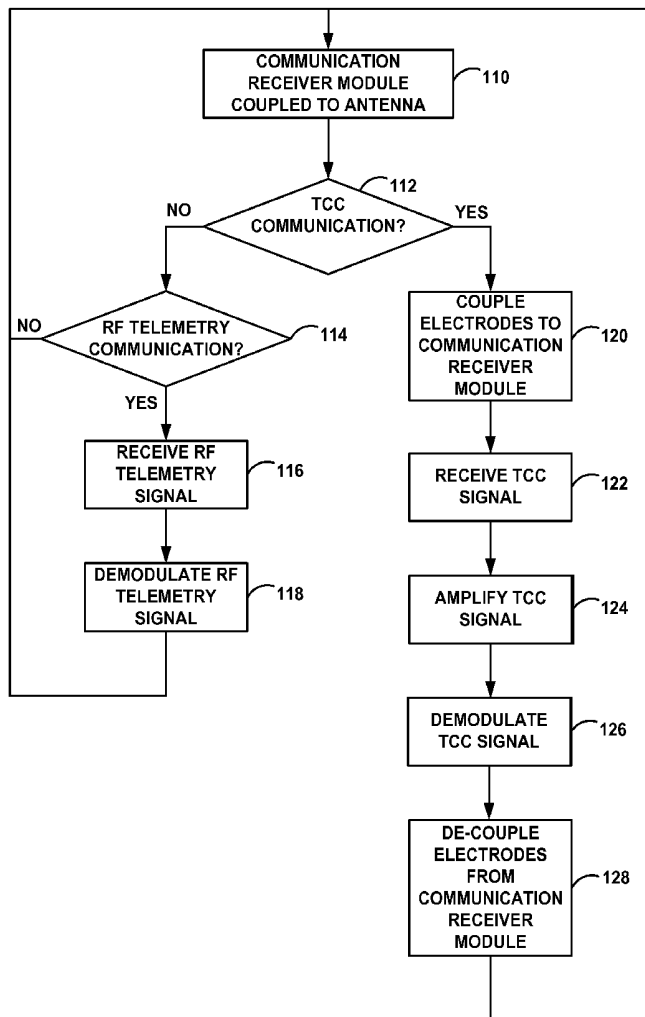 COMMUNICATION
RECEIVER MODULE
COUPLED TO ANTENNA
110
112
TCC
COMMUNICATION?
NO
YES
NO
RF TELEMETRY
COMMUNICATION?
114
YES
RECEIVE RF
TELEMETRY
SIGNAL
116
DEMODULATE RF
TELEMETRY
SIGNAL
118
COUPLE
ELECTRODES TO
COMMUNICATION
RECEIVER
MODULE
120
RECEIVE TCC
SIGNAL
122
AMPLIFY TCC
SIGNAL
124
DEMODULATE
TCC SIGNAL
126
DE-COUPLE
ELECTRODES
FROM
COMMUNICATION
RECEIVER
MODULE
128